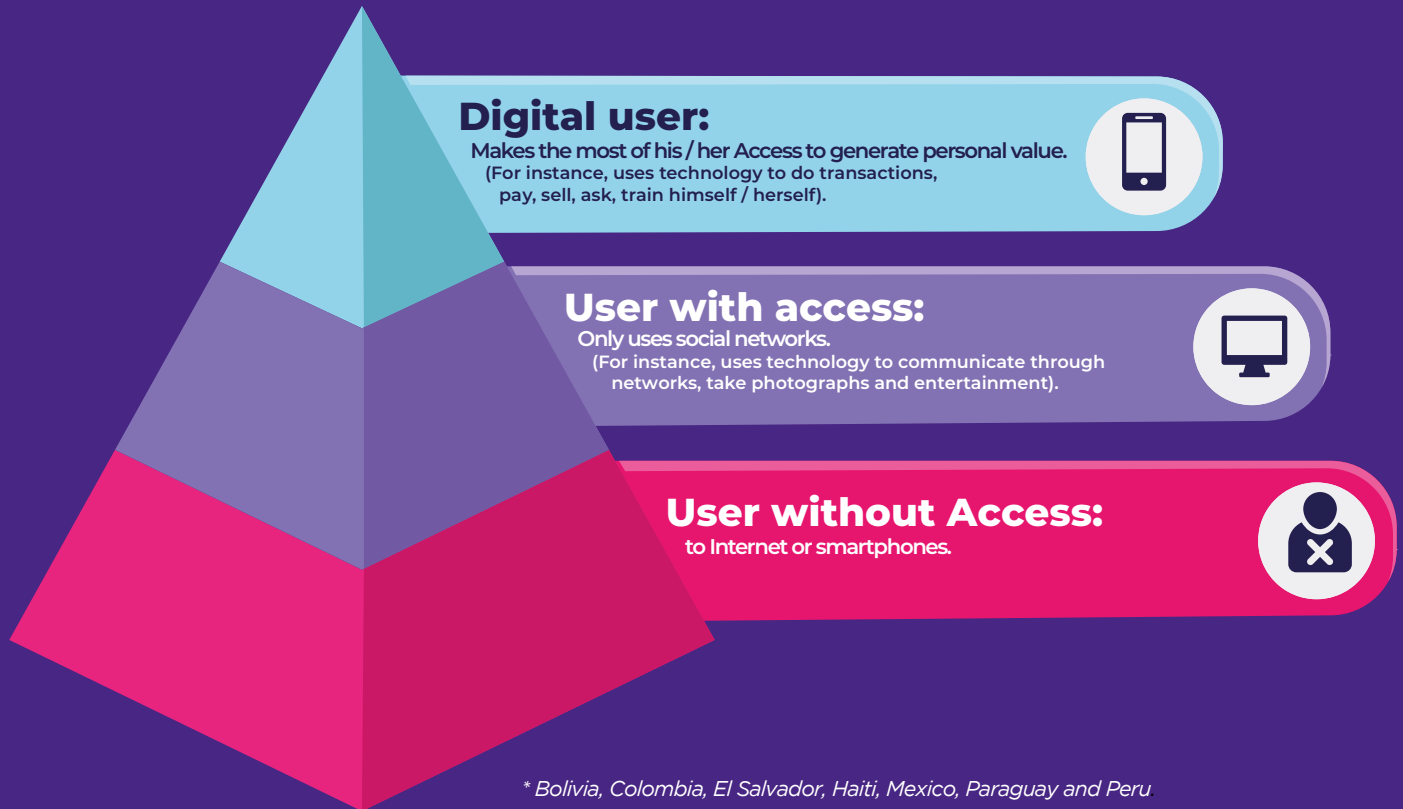 Digital user:
Makes the most of his / her Access to generate personal value.
(For instance, uses technology to do transactions,
pay, sell, ask, train himself / herself).
User with access:
Only uses social networks.
(For instance, uses technology to communicate through
networks, take photographs and entertainment).
User without Access:
to Internet or smartphones.
* Bolivia, Colombia, El Salvador, Haiti, Mexico, Paraguay and Peru.